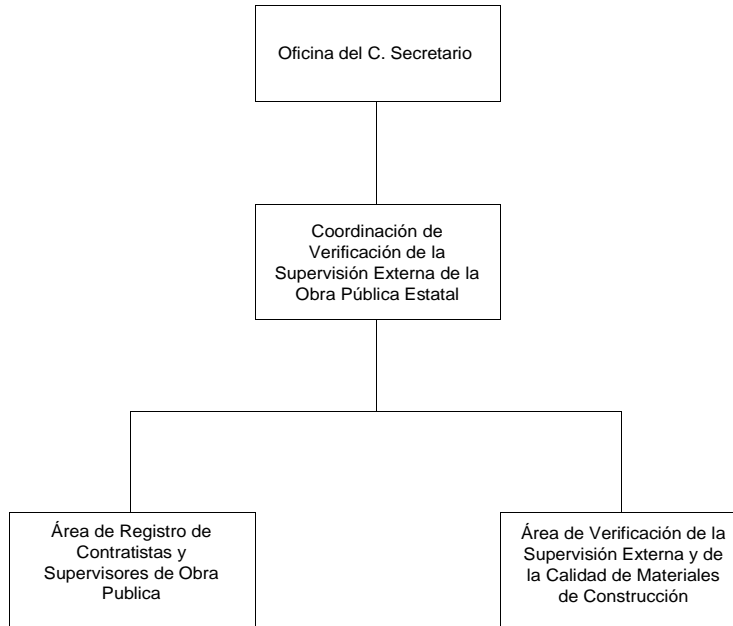 Oficina del C. Secretario
Coordinación de
Verificación de la
Supervisión Externa de la
Obra Pública Estatal
Área de Registro de
Contratistas y
Supervisores de Obra
Publica
Área de Verificación de la
Supervisión Externa y de
la Calidad de Materiales
de Construcción